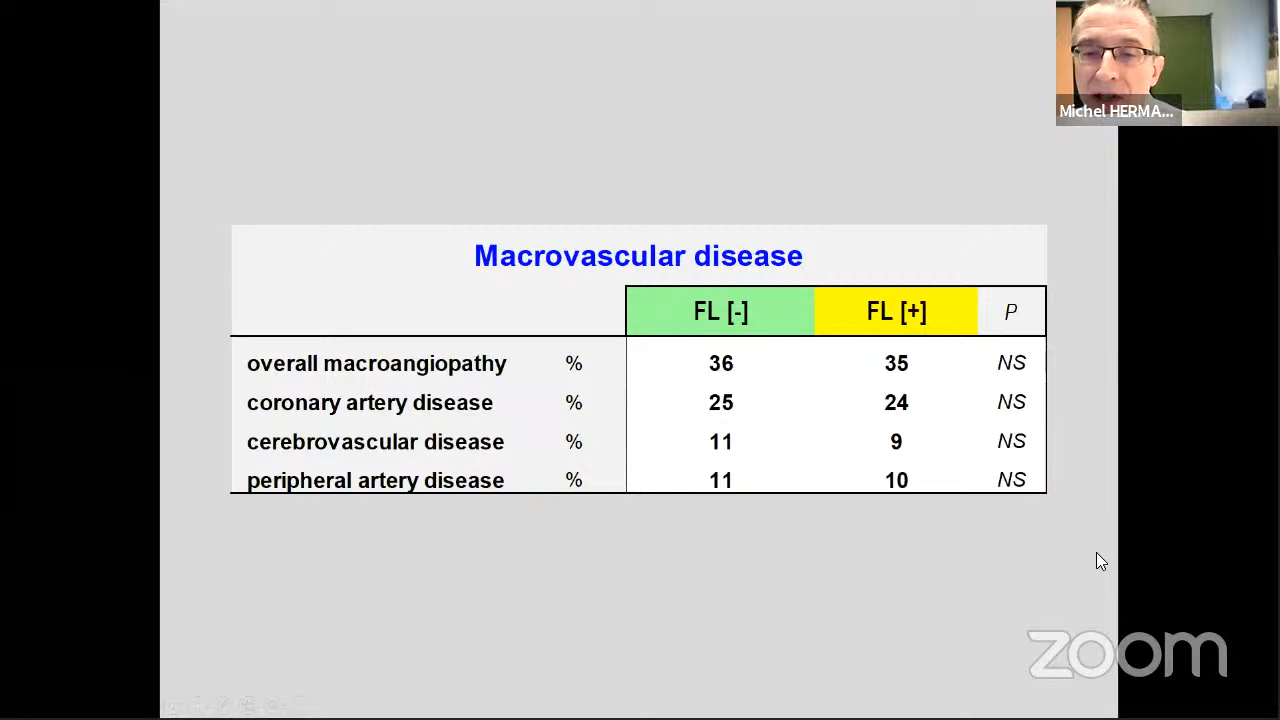 Michel HERMA...
Macrovascular disease
FL [-] FL [+] P
overall macroangiopathy % 36 35 NS
coronary artery disease % 25 24 NS
cerebrovascular disease % 11 9 NS
peripheral artery disease % 11 10 NS
zoom